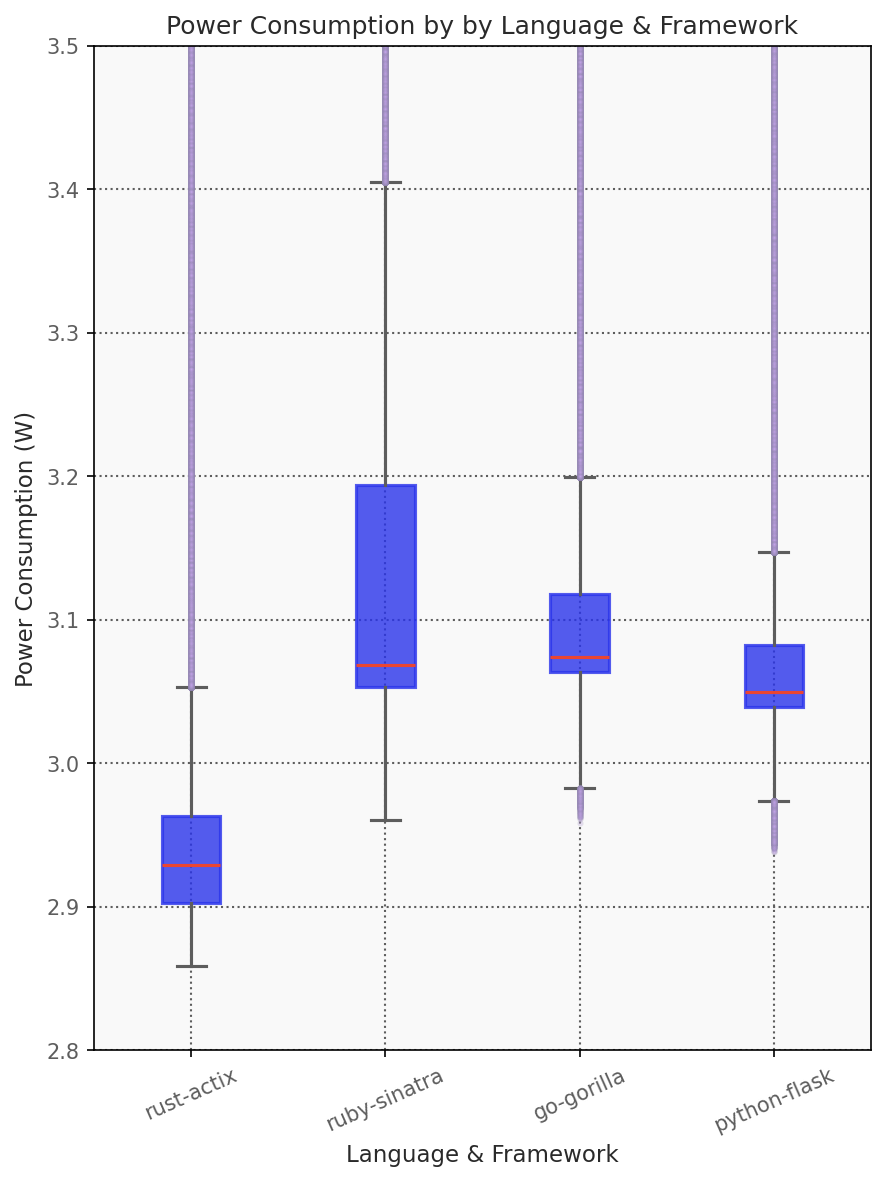 Power Consumption by by Language & Framework
3.5
3.4
3.3
3.2
3.1
3.0
2.9
2.8
Power Consumption (W)
rust-actix
ruby-sinatra
go-gorilla
python-flask
Language & Framework